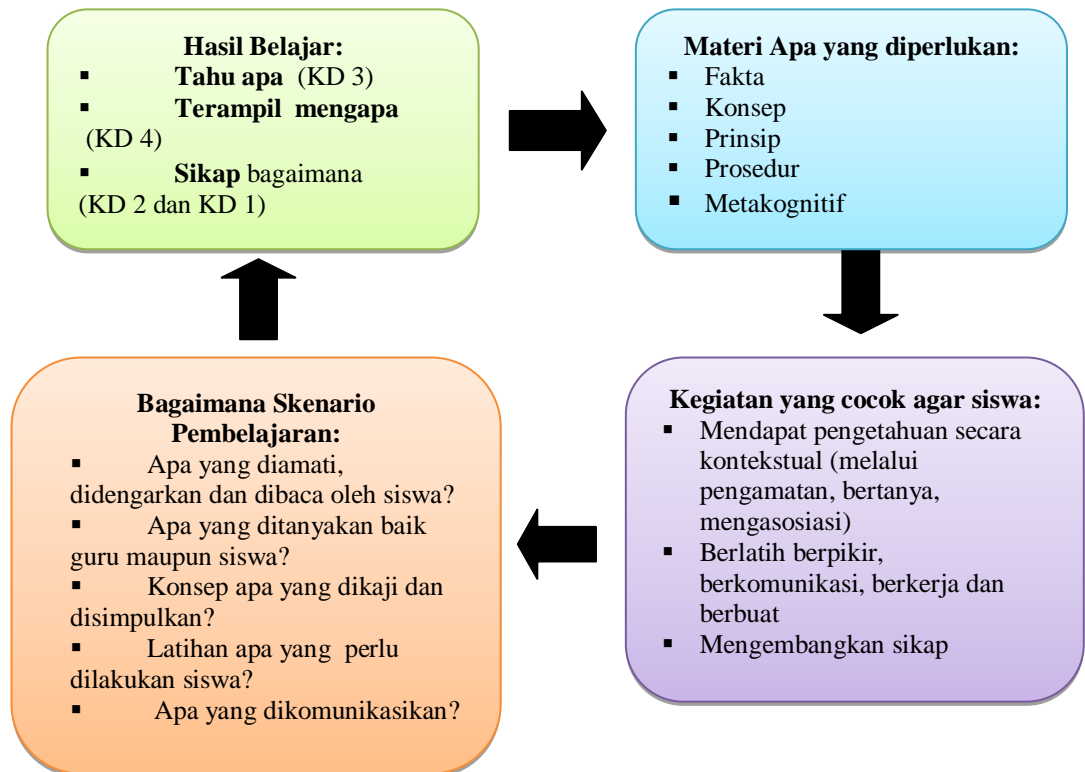 Hasil Belajar:
▪ Tahu apa (KD 3)
▪ Terampil mengapa
(KD 4)
▪ Sikap bagaimana
(KD 2 dan KD 1)
Materi Apa yang diperlukan:
▪ Fakta
▪ Konsep
▪ Prinsip
▪ Prosedur
▪ Metakognitif
Kegiatan yang cocok agar siswa:
▪ Mendapat pengetahuan secara
kontekstual (melalui
pengamatan, bertanya,
mengasosiasi)
▪ Berlatih berpikir,
berkomunikasi, berkerja dan
berbuat
▪ Mengembangkan sikap
Bagaimana Skenario
Pembelajaran:
▪ Apa yang diamati,
didengarkan dan dibaca oleh siswa?
▪ Apa yang ditanyakan baik
guru maupun siswa?
▪ Konsep apa yang dikaji dan
disimpulkan?
▪ Latihan apa yang perlu
dilakukan siswa?
▪ Apa yang dikomunikasikan?